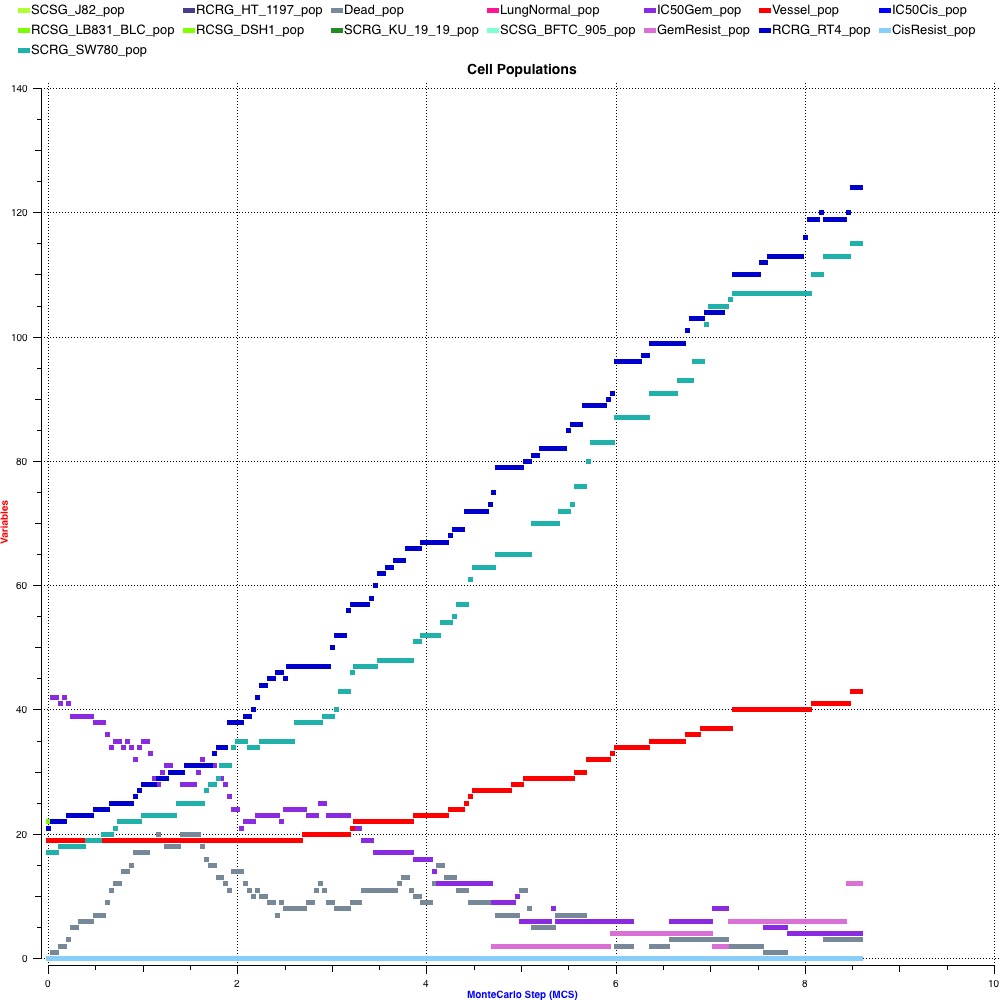 SCSG_J82_pop RCRG_HT_1197_pop Dead_pop LungNormal_pop IC50Gem_pop Vessel_pop IC50Cis_pop
RCSG_LB831_BLC_pop RCSG_DSH1_pop SCRG_KU_19_19_pop SCSG_BFTC_905_pop GemResist_pop RCRG_RT4_pop CisResist_pop
SCRG_SW780_pop
Cell Populations
140
120
100
80
60
40
20
0
Variables
0 2 4 6 8 10
MonteCarlo Step (MCS)